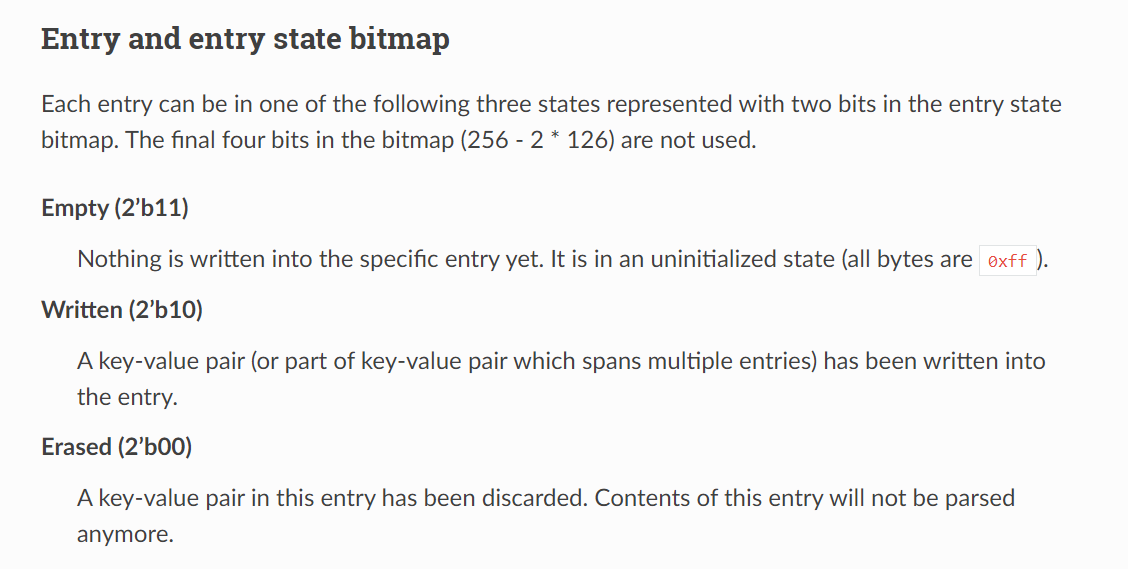 Entry and entry state bitmap
Each entry can be in one of the following three states represented with two bits in the entry state
bitmap. The final four bits in the bitmap (256 - 2 * 126) are not used.
Empty (2’b11)
Nothing is written into the specific entry yet. It is in an uninitialized state (all bytes are 0xff ).
Written (2’b10)
A key-value pair (or part of key-value pair which spans multiple entries) has been written into
the entry.
Erased (2’b00)
A key-value pair in this entry has been discarded. Contents of this entry will not be parsed
anymore.